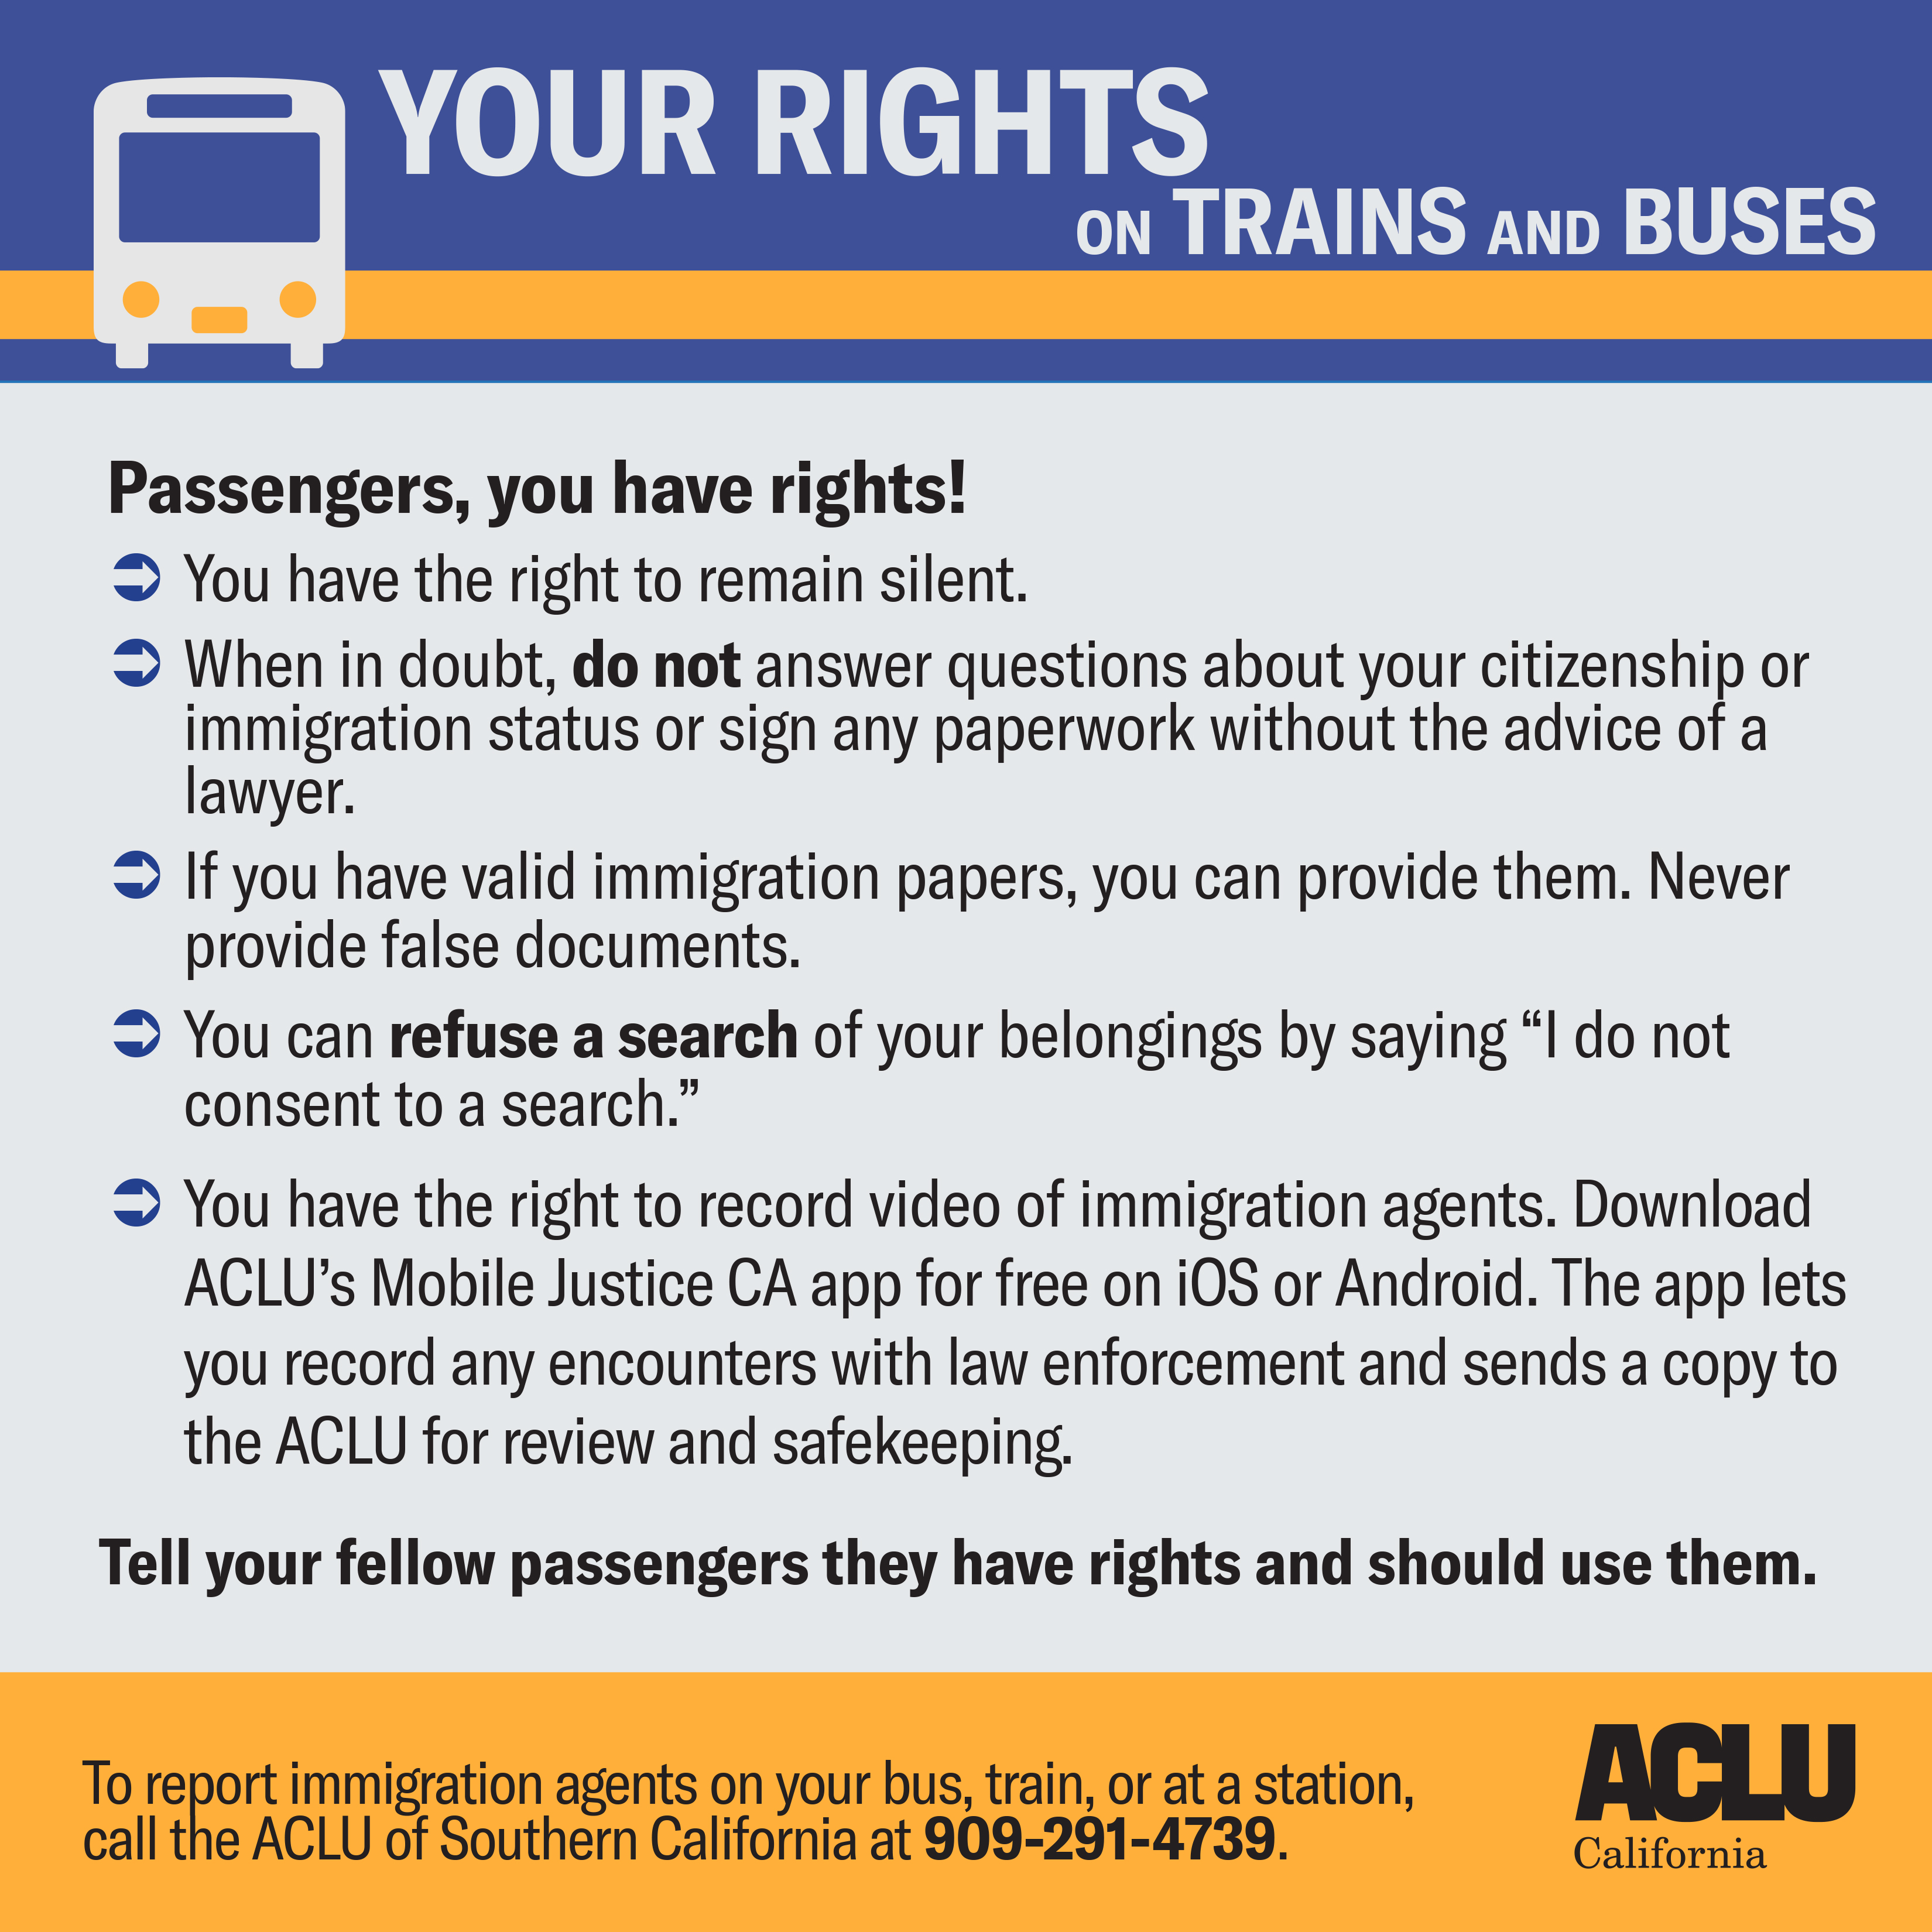 YOUR RIGHTS
ON TRAINS AND BUSES
Passengers, you have rights!
You have the right to remain silent.
When in doubt, do not answer questions about your citizenship or
immigration status or sign any paperwork without the advice of a
lawyer.
If you have valid immigration papers, you can provide them. Never
provide false documents.
You can refuse a search of your belongings by saying “I do not
consent to a search.”
You have the right to record video of immigration agents. Download
ACLU’s Mobile Justice CA app for free on iOS or Android. The app lets
you record any encounters with law enforcement and sends a copy to
the ACLU for review and safekeeping.
Tell your fellow passengers they have rights and should use them.
To report immigration agents on your bus, train, or at a station,
call the ACLU of Southern California at 909-291-4739.
ACLU
California